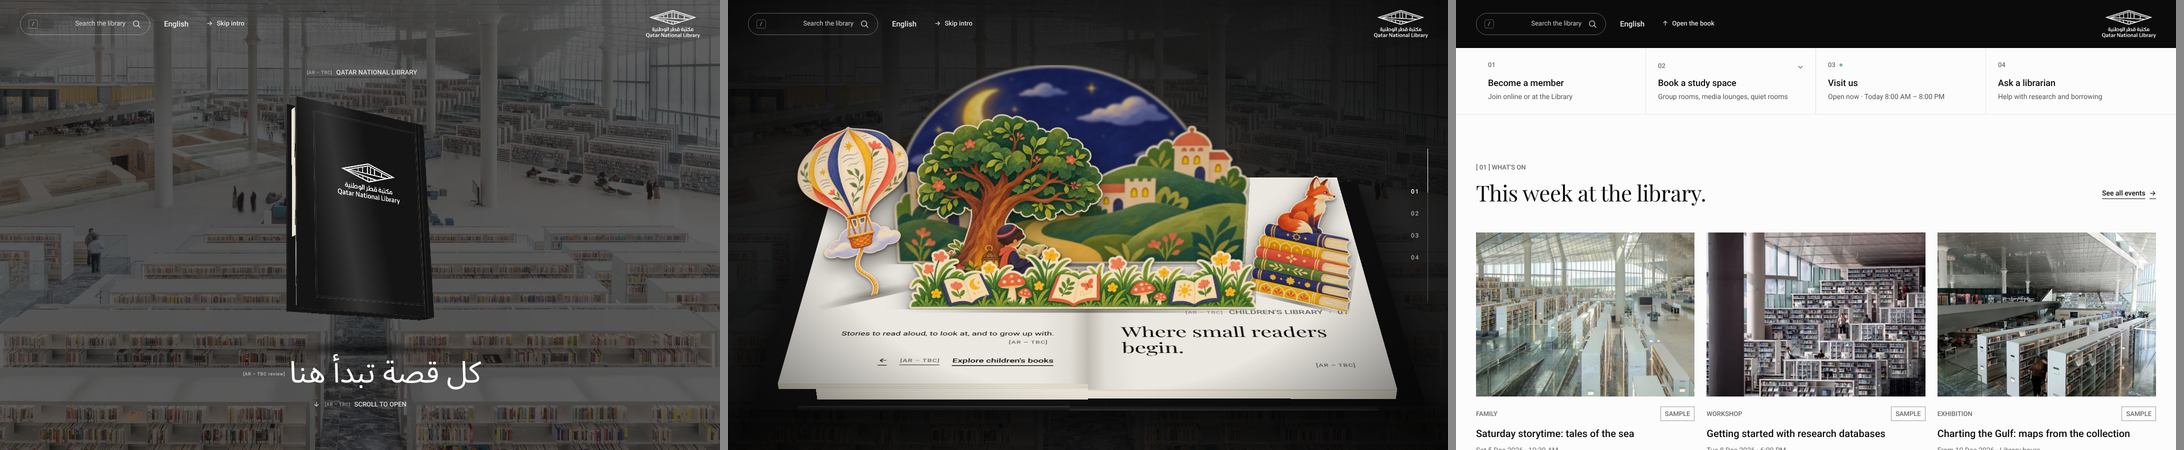 / Search the library English → Skip intro
مكتبة قطر الوطنية
Qatar National Library
[AR – TBC] QATAR NATIONAL LIBRARY
مكتبة قطر الوطنية
Qatar National Library
[AR – TBC review] كل قصة تبدأ هنا
↓ [AR – TBC] SCROLL TO OPEN
/ Search the library English → Skip intro
مكتبة قطر الوطنية
Qatar National Library
01
02
03
04
[AR – TBC] CHILDREN'S LIBRARY · 01
Stories to read aloud, to look at, and to grow up with.
[AR – TBC]
← [AR – TBC] Explore children's books
Where small readers
begin.
[AR – TBC]
/ Search the library English ↑ Open the book
مكتبة قطر الوطنية
Qatar National Library
01
Become a member
Join online or at the Library
02
Book a study space
Group rooms, media lounges, quiet rooms
03
Visit us
Open now · Today 8:00 AM – 8:00 PM
04
Ask a librarian
Help with research and borrowing
[ 01 ] WHAT'S ON
This week at the library.
See all events →
FAMILY SAMPLE
Saturday storytime: tales of the sea
WORKSHOP SAMPLE
Getting started with research databases
EXHIBITION SAMPLE
Charting the Gulf: maps from the collection